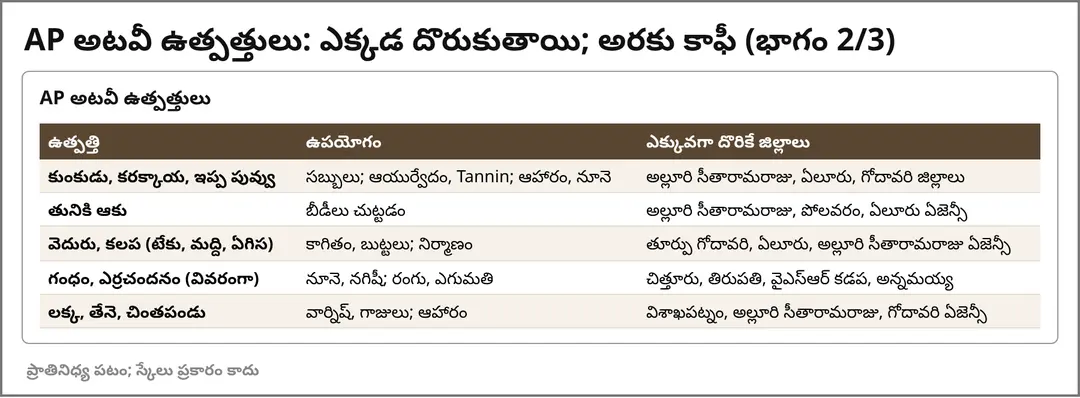 AP అటవీ ఉత్పత్తులు: ఎక్కడ దొరుకుతాయి; అరకు కాఫీ (భాగం 2/3)
AP అటవీ ఉత్పత్తులు
ఉత్పత్తి ఉపయోగం ఎక్కువగా దొరికే జిల్లాలు
కుంకుడు, కరక్కాయ, ఇప్ప పువ్వు సబ్బులు; ఆయుర్వేదం, Tannin; ఆహారం, నూనె అల్లూరి సీతారామరాజు, ఏలూరు, గోదావరి జిల్లాలు
తునికి ఆకు బీడీలు చుట్టడం అల్లూరి సీతారామరాజు, పోలవరం, ఏలూరు ఏజెన్సీ
వెదురు, కలప (టేకు, మద్ది, ఏగిస) కాగితం, బుట్టలు; నిర్మాణం తూర్పు గోదావరి, ఏలూరు, అల్లూరి సీతారామరాజు ఏజెన్సీ
గంధం, ఎర్రచందనం (వివరంగా) నూనె, నగిషీ; రంగు, ఎగుమతి చిత్తూరు, తిరుపతి, వైఎస్ఆర్ కడప, అన్నమయ్య
లక్క, తేనె, చింతపండు వార్నిష్, గాజులు; ఆహారం విశాఖపట్నం, అల్లూరి సీతారామరాజు, గోదావరి ఏజెన్సీ
ప్రాతినిధ్య పటం; స్కేలు ప్రకారం కాదు